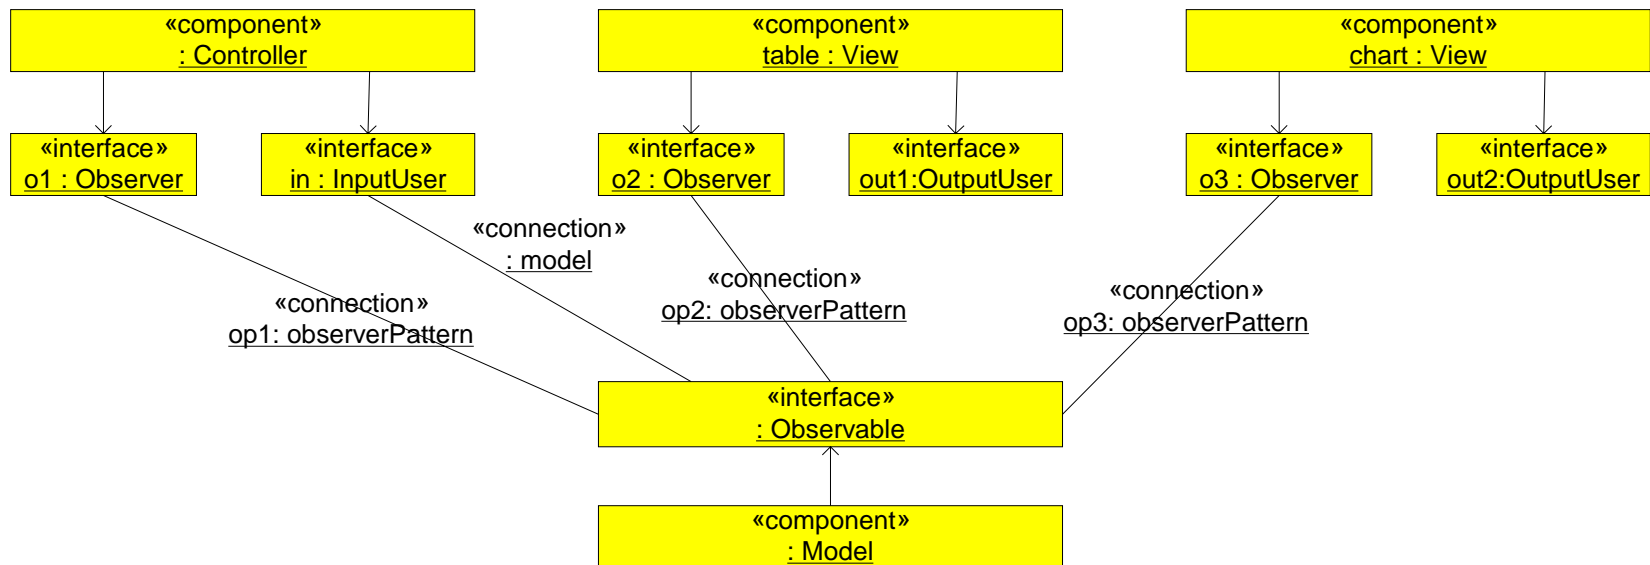 «component»
: Controller
«component»
table : View
«component»
chart : View
«interface»
o1 : Observer
«interface»
in : InputUser
«interface»
o2 : Observer
«interface»
out1:OutputUser
«interface»
o3 : Observer
«interface»
out2:OutputUser
«connection»
: model
«connection»
op1: observerPattern
«connection»
op2: observerPattern
«connection»
op3: observerPattern
«interface»
: Observable
«component»
: Model